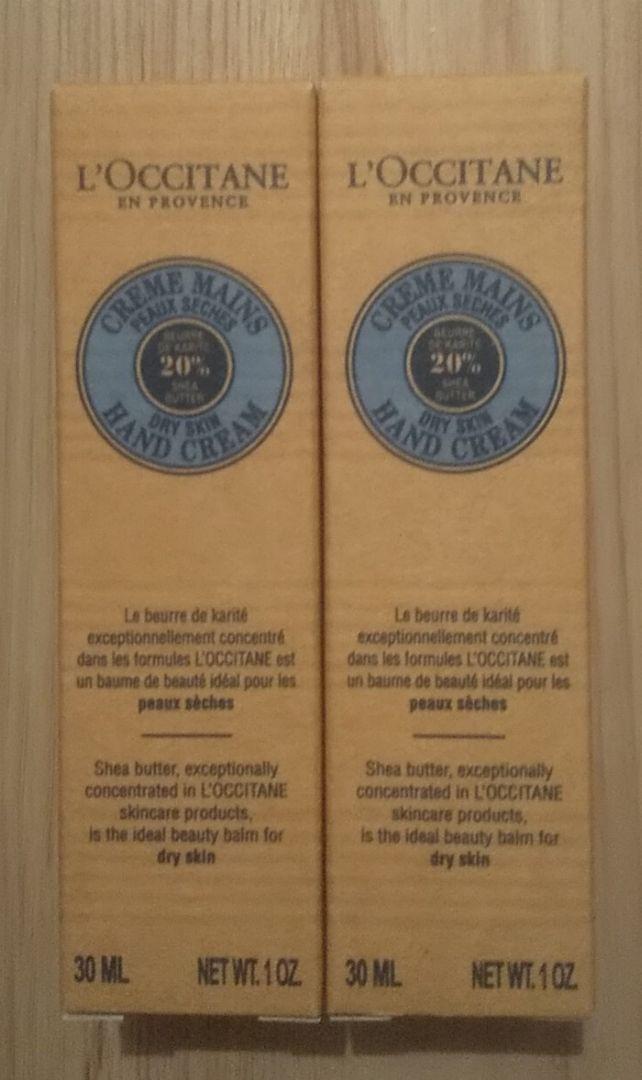 L'OCCITANE
EN PROVENCE
CREME MAINS
PEAUX SECHES
BEURRE
DE KARITÉ
20%
SHEA
BUTTER
DRY SKIN
HAND CREAM
Le beurre de karité
exceptionnellement concentré
dans les formules L'OCCITANE est
un baume de beauté idéal pour les
peaux sèches
Shea butter, exceptionally
concentrated in L'OCCITANE
skincare products,
is the ideal beauty balm for
dry skin
30 ML
NET WT. 1 OZ.
L'OCCITANE
EN PROVENCE
CREME MAINS
PEAUX SECHES
BEURRE
DE KARITÉ
20%
SHEA
BUTTER
DRY SKIN
HAND CREAM
Le beurre de karité
exceptionnellement concentré
dans les formules L'OCCITANE est
un baume de beauté idéal pour les
peaux sèches
Shea butter, exceptionally
concentrated in L'OCCITANE
skincare products,
is the ideal beauty balm for
dry skin
30 ML
NET WT. 1 OZ.